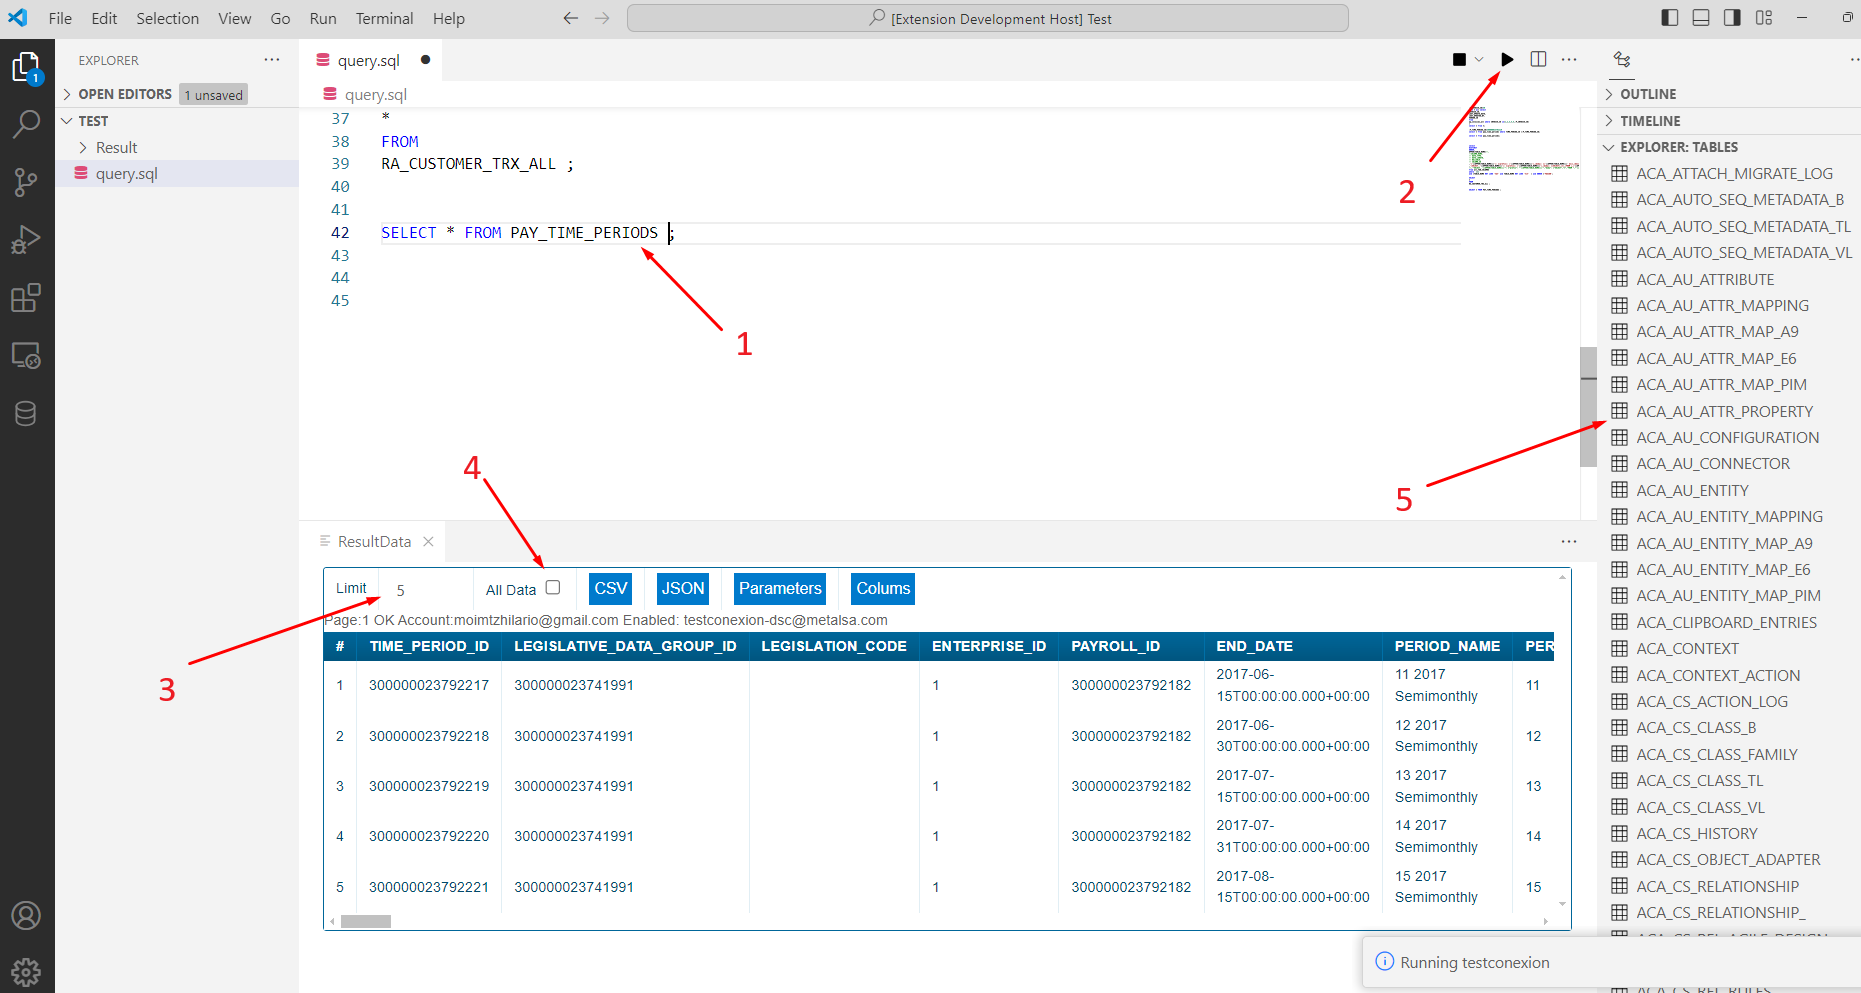 File Edit Selection View Go Run Terminal Help
[Extension Development Host] Test
EXPLORER
1
OPEN EDITORS 1 unsaved
TEST
Result
query.sql
query.sql
query.sql
37 *
38 FROM
39 RA_CUSTOMER_TRX_ALL ;
40
41
42 SELECT * FROM PAY_TIME_PERIODS ;
43
44
45
1
2
3
4
5
ResultData
Limit 5 All Data CSV JSON Parameters Colums
Page:1 OK Account:moimtzhilario@gmail.com Enabled: testconexion-dsc@metalsa.com
# TIME_PERIOD_ID LEGISLATIVE_DATA_GROUP_ID LEGISLATION_CODE ENTERPRISE_ID PAYROLL_ID END_DATE PERIOD_NAME PER
1 300000023792217 300000023741991 1 300000023792182 2017-06-15T00:00:00.000+00:00 11 2017 Semimonthly 11
2 300000023792218 300000023741991 1 300000023792182 2017-06-30T00:00:00.000+00:00 12 2017 Semimonthly 12
3 300000023792219 300000023741991 1 300000023792182 2017-07-15T00:00:00.000+00:00 13 2017 Semimonthly 13
4 300000023792220 300000023741991 1 300000023792182 2017-07-31T00:00:00.000+00:00 14 2017 Semimonthly 14
5 300000023792221 300000023741991 1 300000023792182 2017-08-15T00:00:00.000+00:00 15 2017 Semimonthly 15
OUTLINE
TIMELINE
EXPLORER: TABLES
ACA_ATTACH_MIGRATE_LOG
ACA_AUTO_SEQ_METADATA_B
ACA_AUTO_SEQ_METADATA_TL
ACA_AUTO_SEQ_METADATA_VL
ACA_AU_ATTRIBUTE
ACA_AU_ATTR_MAPPING
ACA_AU_ATTR_MAP_A9
ACA_AU_ATTR_MAP_E6
ACA_AU_ATTR_MAP_PIM
ACA_AU_ATTR_PROPERTY
ACA_AU_CONFIGURATION
ACA_AU_CONNECTOR
ACA_AU_ENTITY
ACA_AU_ENTITY_MAPPING
ACA_AU_ENTITY_MAP_A9
ACA_AU_ENTITY_MAP_E6
ACA_AU_ENTITY_MAP_PIM
ACA_CLIPBOARD_ENTRIES
ACA_CONTEXT
ACA_CONTEXT_ACTION
ACA_CS_ACTION_LOG
ACA_CS_CLASS_B
ACA_CS_CLASS_FAMILY
ACA_CS_CLASS_TL
ACA_CS_CLASS_VL
ACA_CS_HISTORY
ACA_CS_OBJECT_ADAPTER
ACA_CS_RELATIONSHIP
ACA_CS_RELATIONSHIP_
Running testconexion